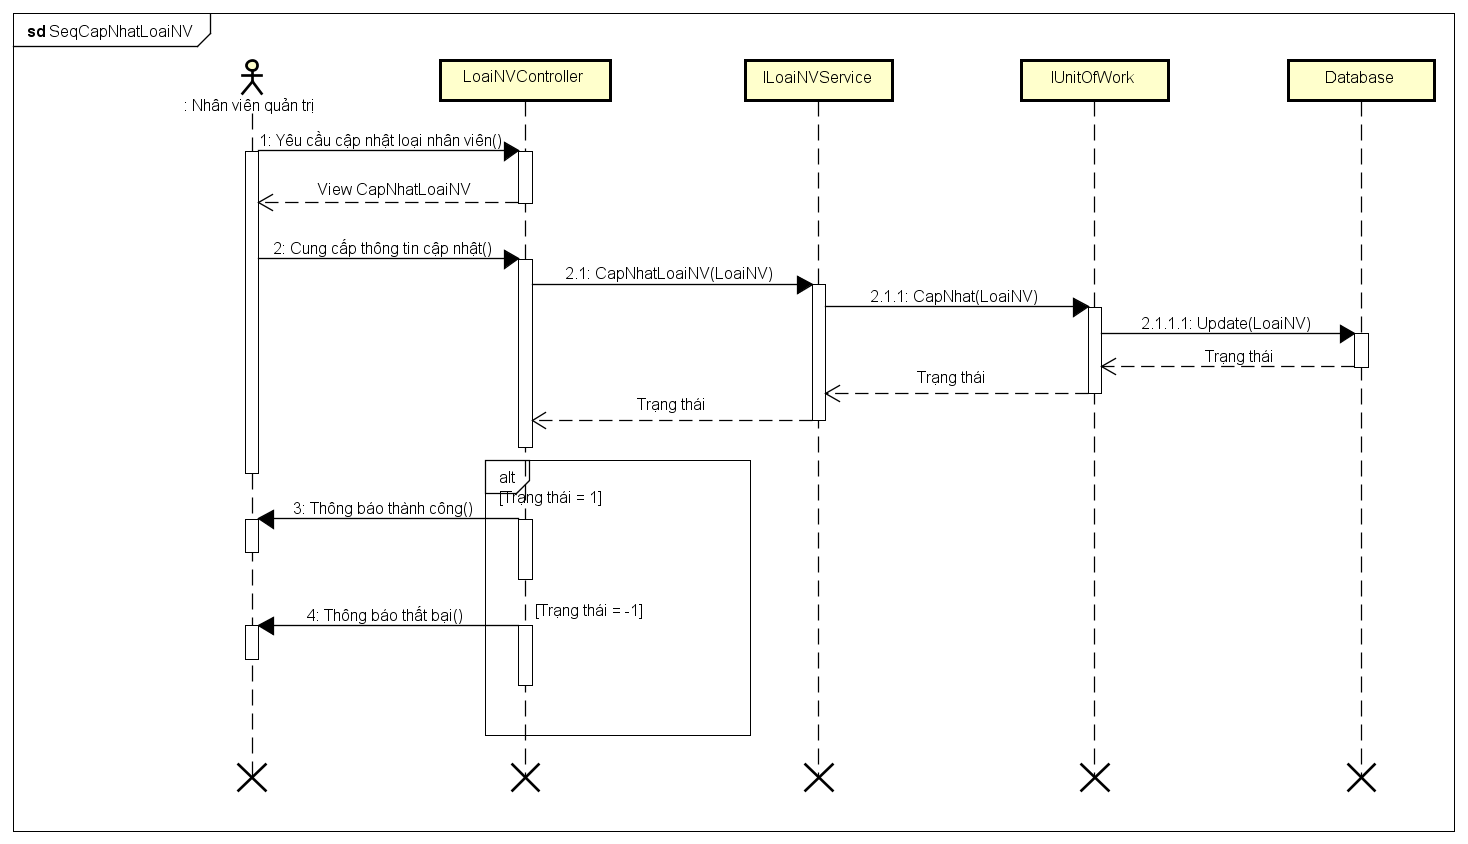 sd SeqCapNhatLoaiNV
LoaiNVController
ILoaiNVService
IUnitOfWork
Database
: Nhân viên quản trị
1: Yêu cầu cập nhật loại nhân viên()
View CapNhatLoaiNV
2: Cung cấp thông tin cập nhật()
2.1: CapNhatLoaiNV(LoaiNV)
2.1.1: CapNhat(LoaiNV)
2.1.1.1: Update(LoaiNV)
Trạng thái
Trạng thái
Trạng thái
alt
[Trạng thái = 1]
3: Thông báo thành công()
[Trạng thái = -1]
4: Thông báo thất bại()